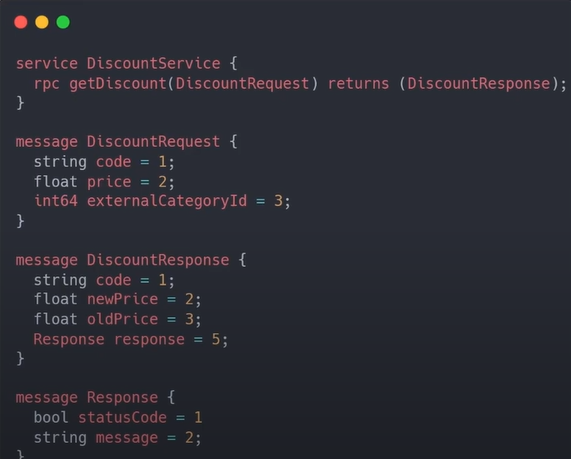 service DiscountService {
rpc getDiscount(DiscountRequest) returns (DiscountResponse);
}
message DiscountRequest {
string code = 1;
float price = 2;
int64 externalCategoryId = 3;
}
message DiscountResponse {
string code = 1;
float newPrice = 2;
float oldPrice = 3;
Response response = 5;
}
message Response {
bool statusCode = 1
string message = 2;
}